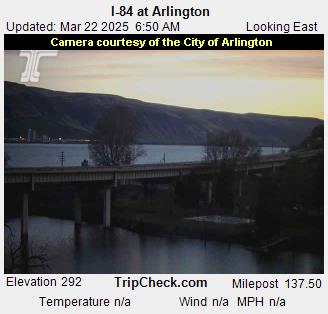 I-84 at Arlington
Updated: Mar 22 2025 6:50 AM Looking East
Camera courtesy of the City of Arlington
Elevation 292 TripCheck.com Milepost 137.50
Temperature n/a Wind n/a MPH n/a